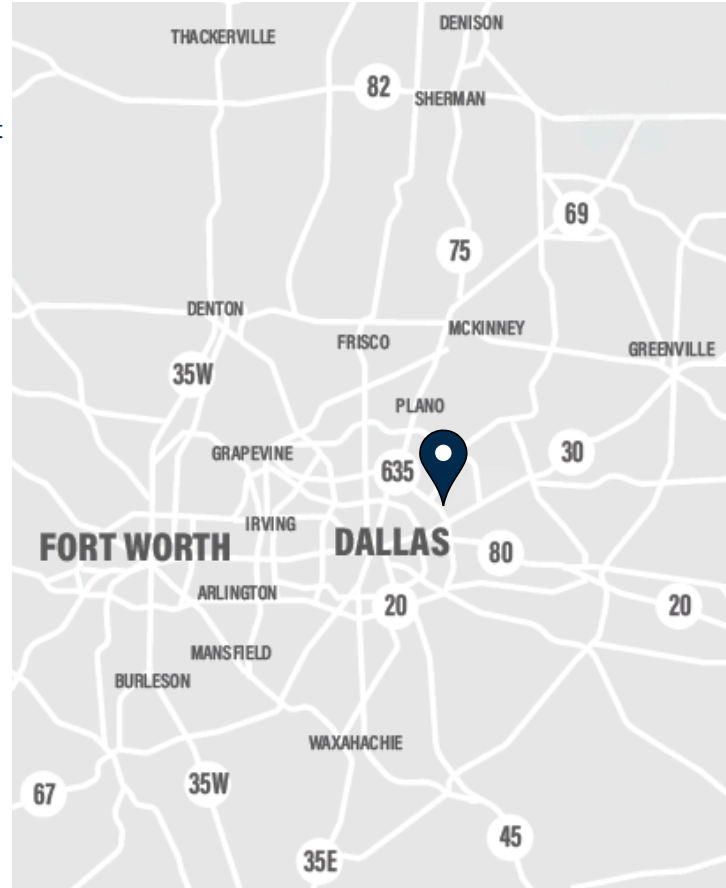 DENISON
THACKERVILLE
82
SHERMAN
69
75
DENTON
MCKINNEY
FRISCO
GREENVILLE
35W
PLANO
GRAPEVINE
30
635
IRVING
DALLAS
FORT WORTH
80
ARLINGTON
20
20
MANSFIELD
BURLESON
WAXAHACHIE
35W
67
45
35E